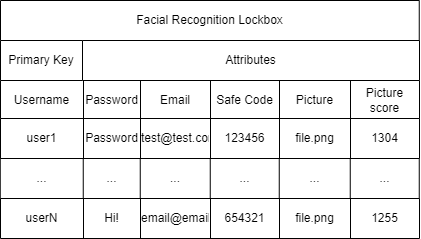 Facial Recognition Lockbox
Primary Key Attributes
Username Password Email Safe Code Picture Picture score
user1 Password test@test.co 123456 file.png 1304
... ... ... ... ... ...
userN Hi! email@email 654321 file.png 1255